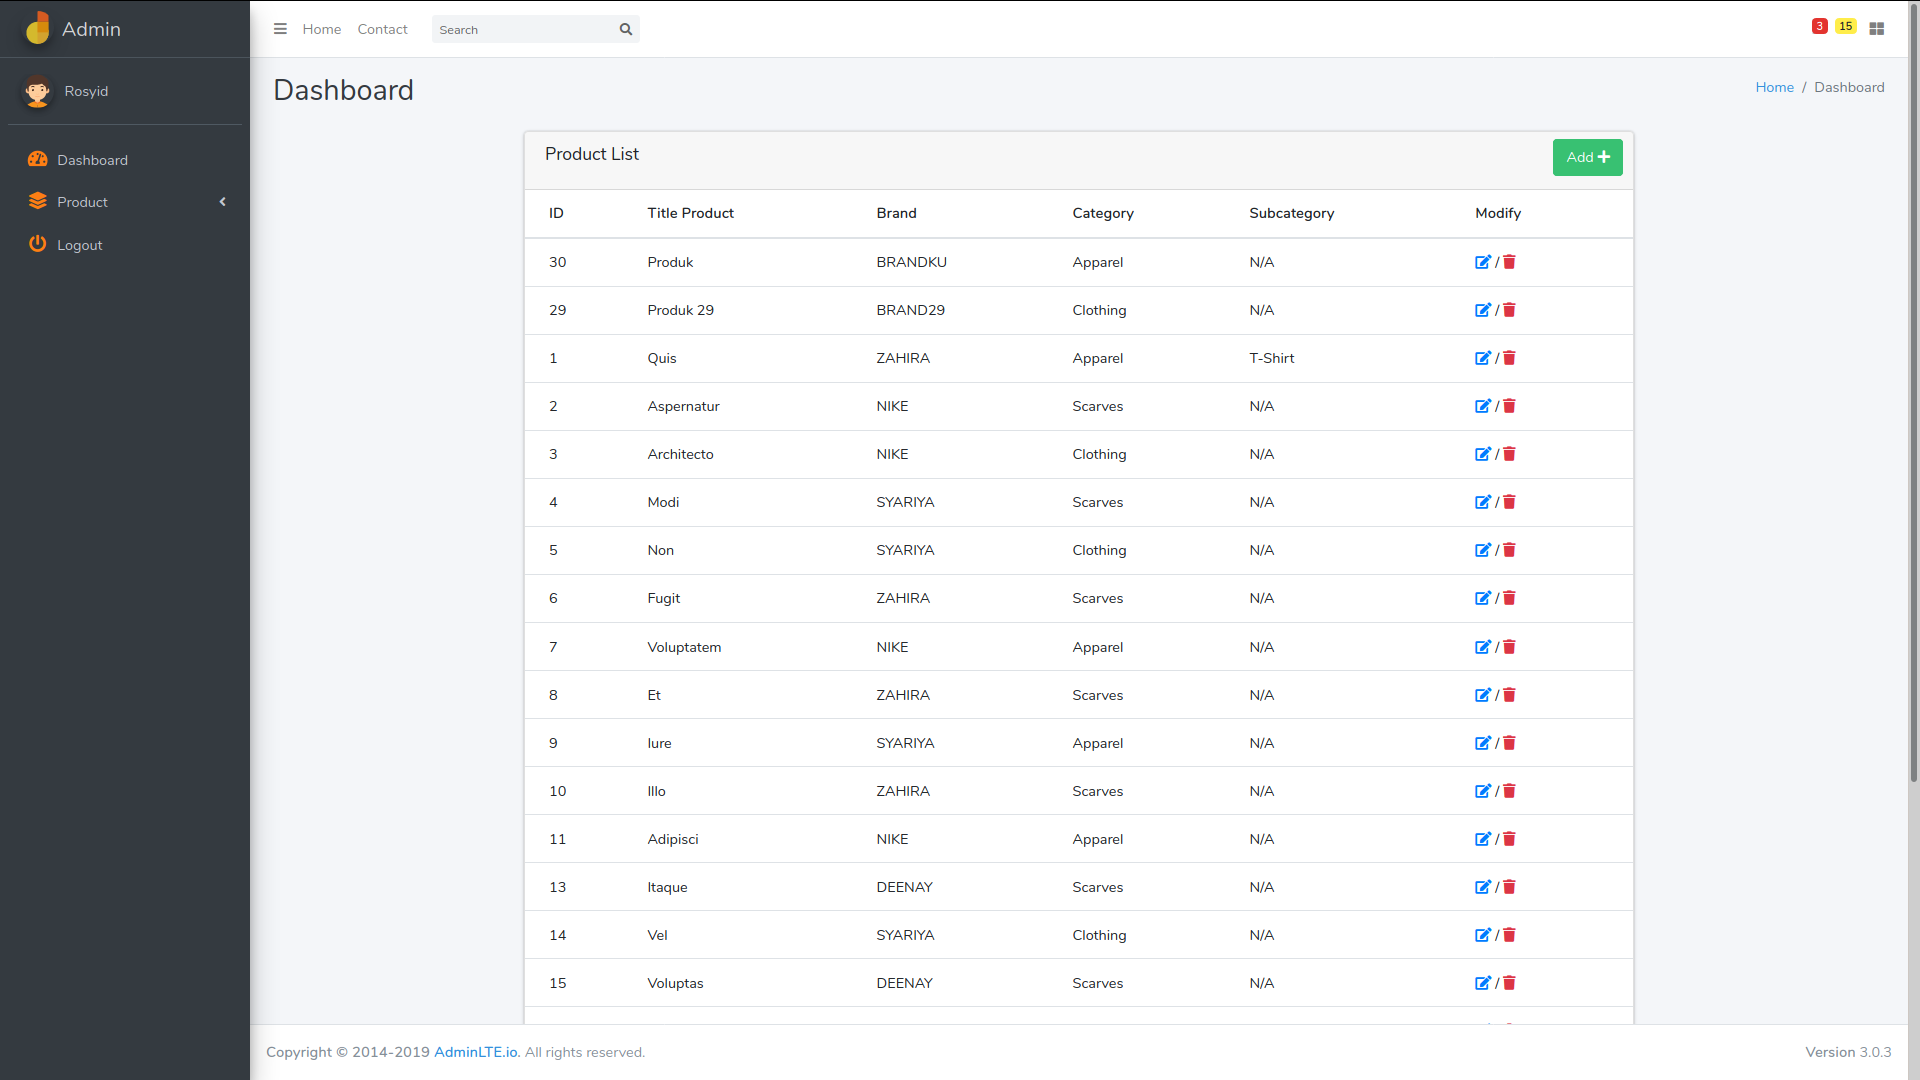 Admin
Home Contact Search 3 15
Rosyid
Dashboard
Product
Logout
Dashboard
Home / Dashboard
Product List
Add
ID Title Product Brand Category Subcategory Modify
30 Produk BRANDKU Apparel N/A /
29 Produk 29 BRAND29 Clothing N/A /
1 Quis ZAHIRA Apparel T-Shirt /
2 Aspernatur NIKE Scarves N/A /
3 Architecto NIKE Clothing N/A /
4 Modi SYARIYA Scarves N/A /
5 Non SYARIYA Clothing N/A /
6 Fugit ZAHIRA Scarves N/A /
7 Voluptatem NIKE Apparel N/A /
8 Et ZAHIRA Scarves N/A /
9 Iure SYARIYA Apparel N/A /
10 Illo ZAHIRA Scarves N/A /
11 Adipisci NIKE Apparel N/A /
13 Itaque DEENAY Scarves N/A /
14 Vel SYARIYA Clothing N/A /
15 Voluptas DEENAY Scarves N/A /
Copyright © 2014-2019 AdminLTE.io. All rights reserved.
Version 3.0.3